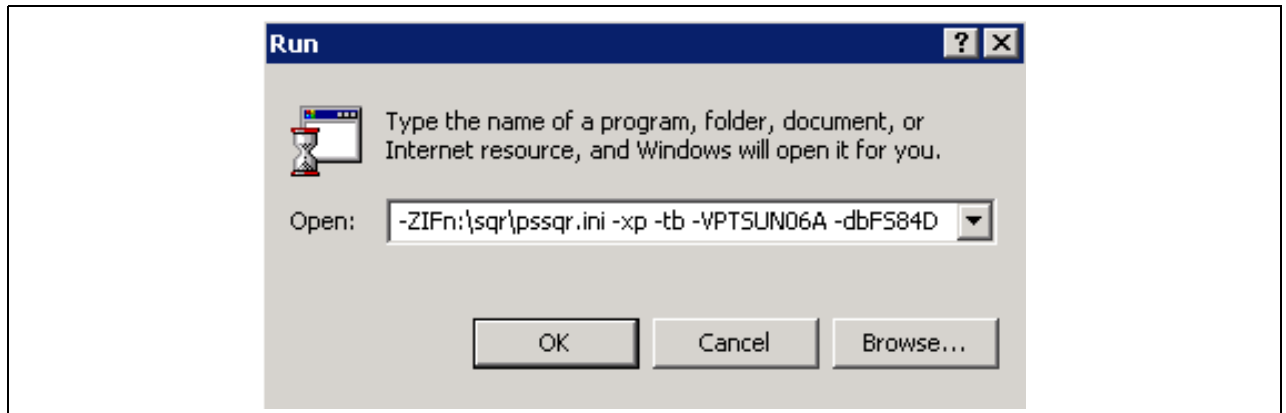 Run
Type the name of a program, folder, document, or
Internet resource, and Windows will open it for you.
Open: -ZIFn:\sqr\pssqr.ini -xp -tb -VPTSUN06A -dbFS84D
OK Cancel Browse...